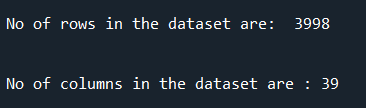 No of rows in the dataset are:  3998
No of columns in the dataset are : 39